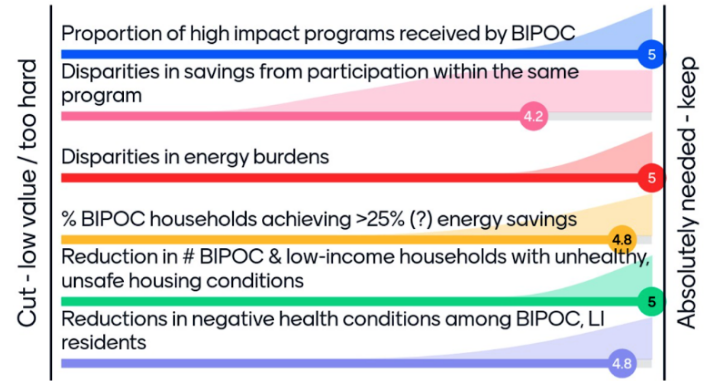 Cut - low value / too hard
Proportion of high impact programs received by BIPOC
5
Disparities in savings from participation within the same
program
4.2
Disparities in energy burdens
5
% BIPOC households achieving >25% (?) energy savings
4.8
Reduction in # BIPOC & low-income households with unhealthy,
unsafe housing conditions
5
Reductions in negative health conditions among BIPOC, LI
residents
4.8
Absolutely needed - keep